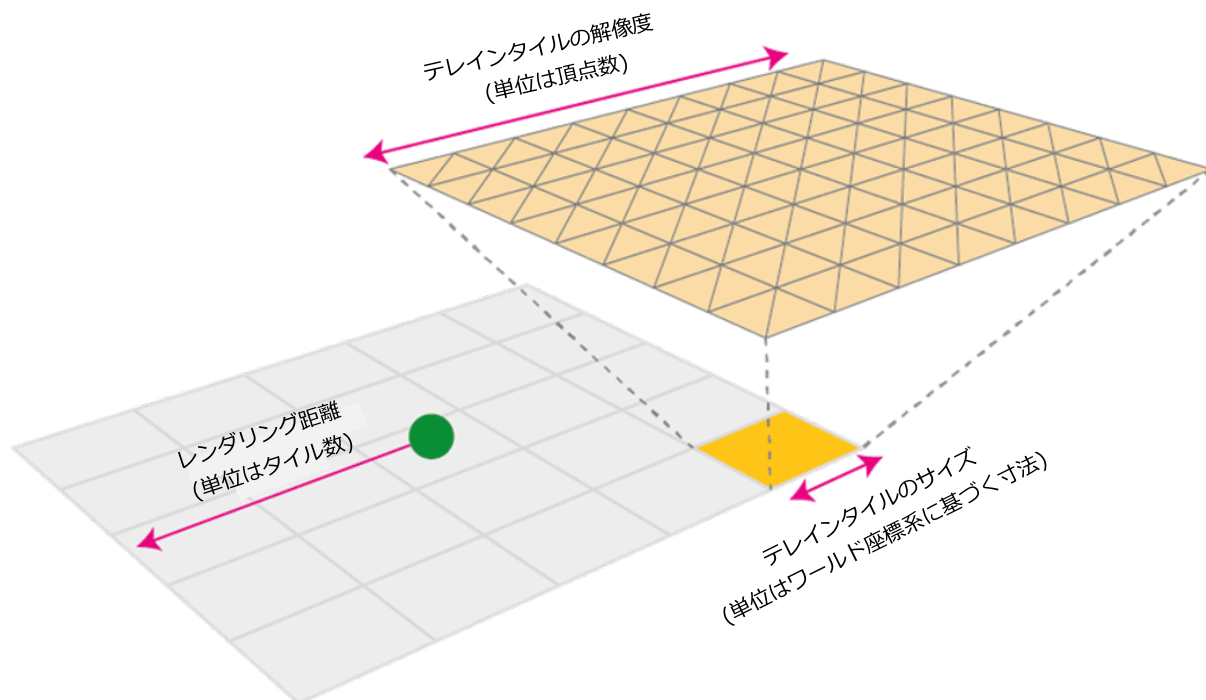 テレインタイルの解像度
(単位は頂点数)
レンダリング距離
(単位はタイル数)
テレインタイルのサイズ
(単位はワールド座標系に基づく寸法)